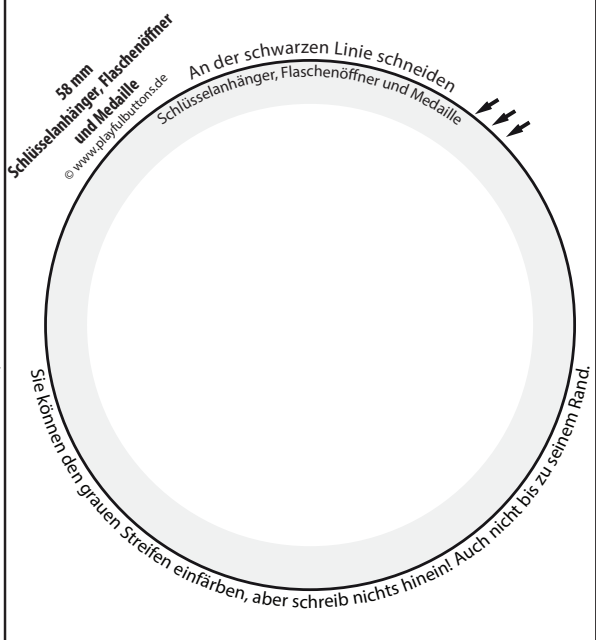 58 mm
Schlüsselanhänger, Flaschenöffner
und Medaille
© www.playfulbuttons.de
An der schwarzen Linie schneiden
Schlüsselanhänger, Flaschenöffner und Medaille
Sie können den grauen Streifen einfärben, aber schreib nichts hinein! Auch nicht bis zu seinem Rand.